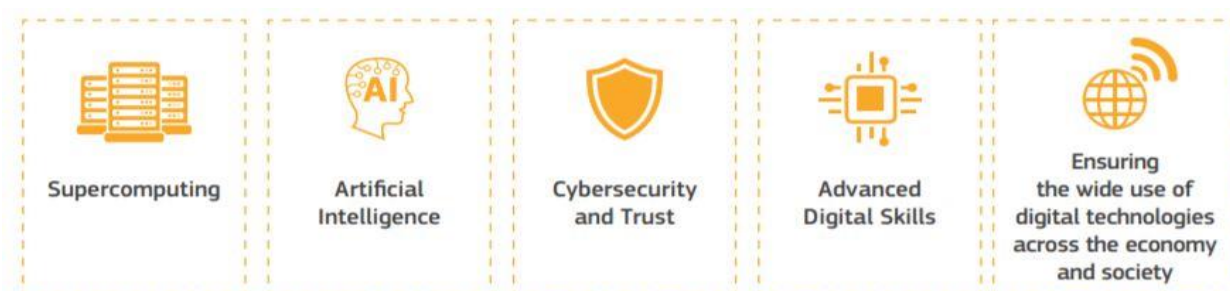 AI
Supercomputing
Artificial
Intelligence
Cybersecurity
and Trust
Advanced
Digital Skills
Ensuring
the wide use of
digital technologies
across the economy
and society